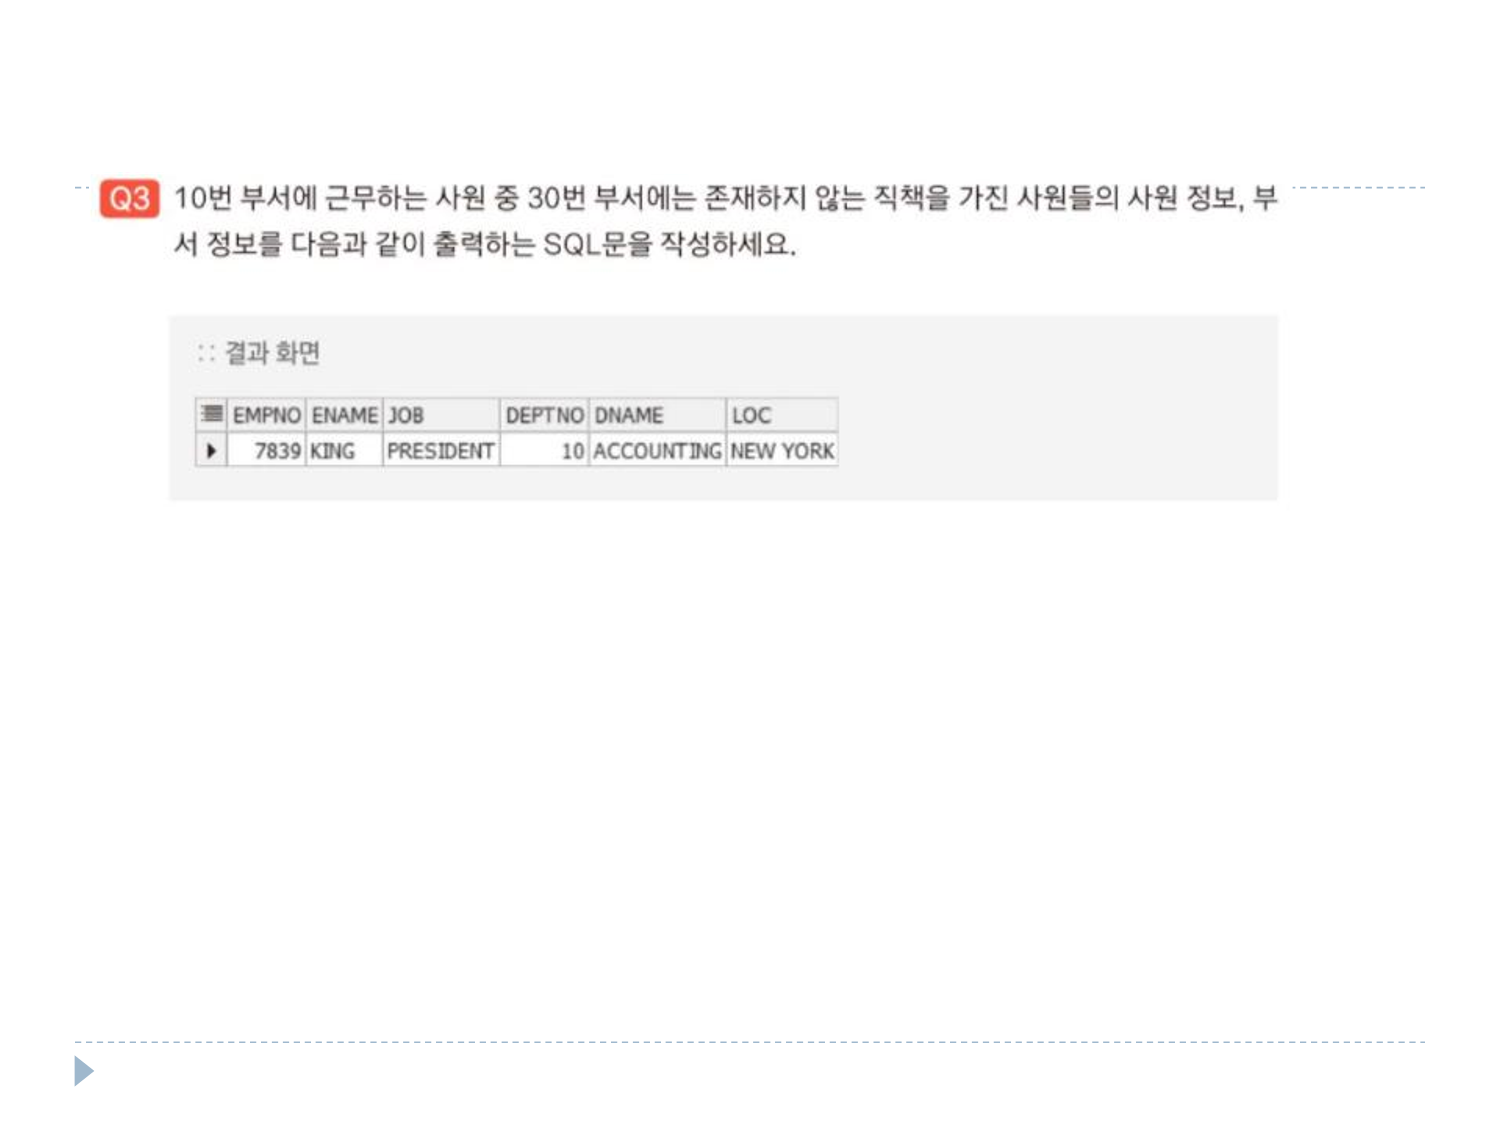 Q3 10번 부서에 근무하는 사원 중 30번 부서에는 존재하지 않는 직책을 가진 사원들의 사원 정보, 부
서 정보를 다음과 같이 출력하는 SQL문을 작성하세요.
:: 결과 화면
EMPNO ENAME JOB DEPTNO DNAME LOC
7839 KING PRESIDENT 10 ACCOUNTING NEW YORK